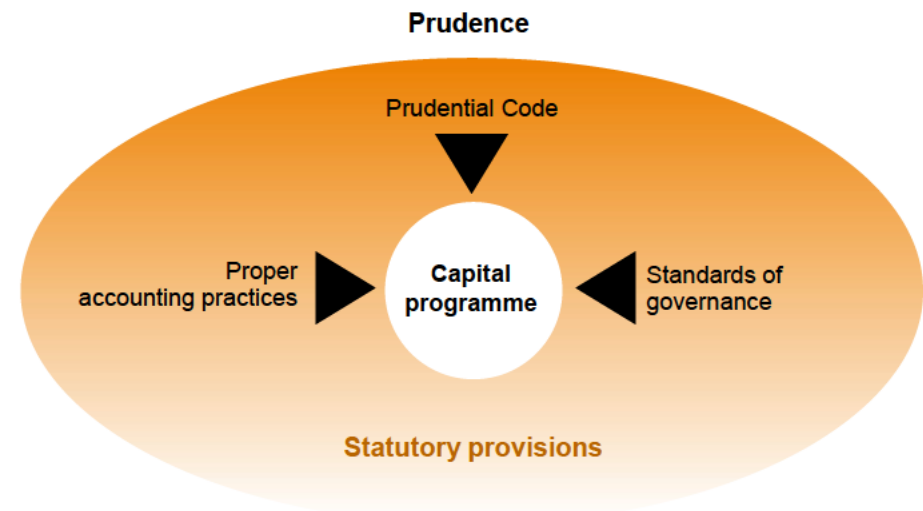 Prudence
Prudential Code
Proper
accounting practices
Capital
programme
Standards of
governance
Statutory provisions